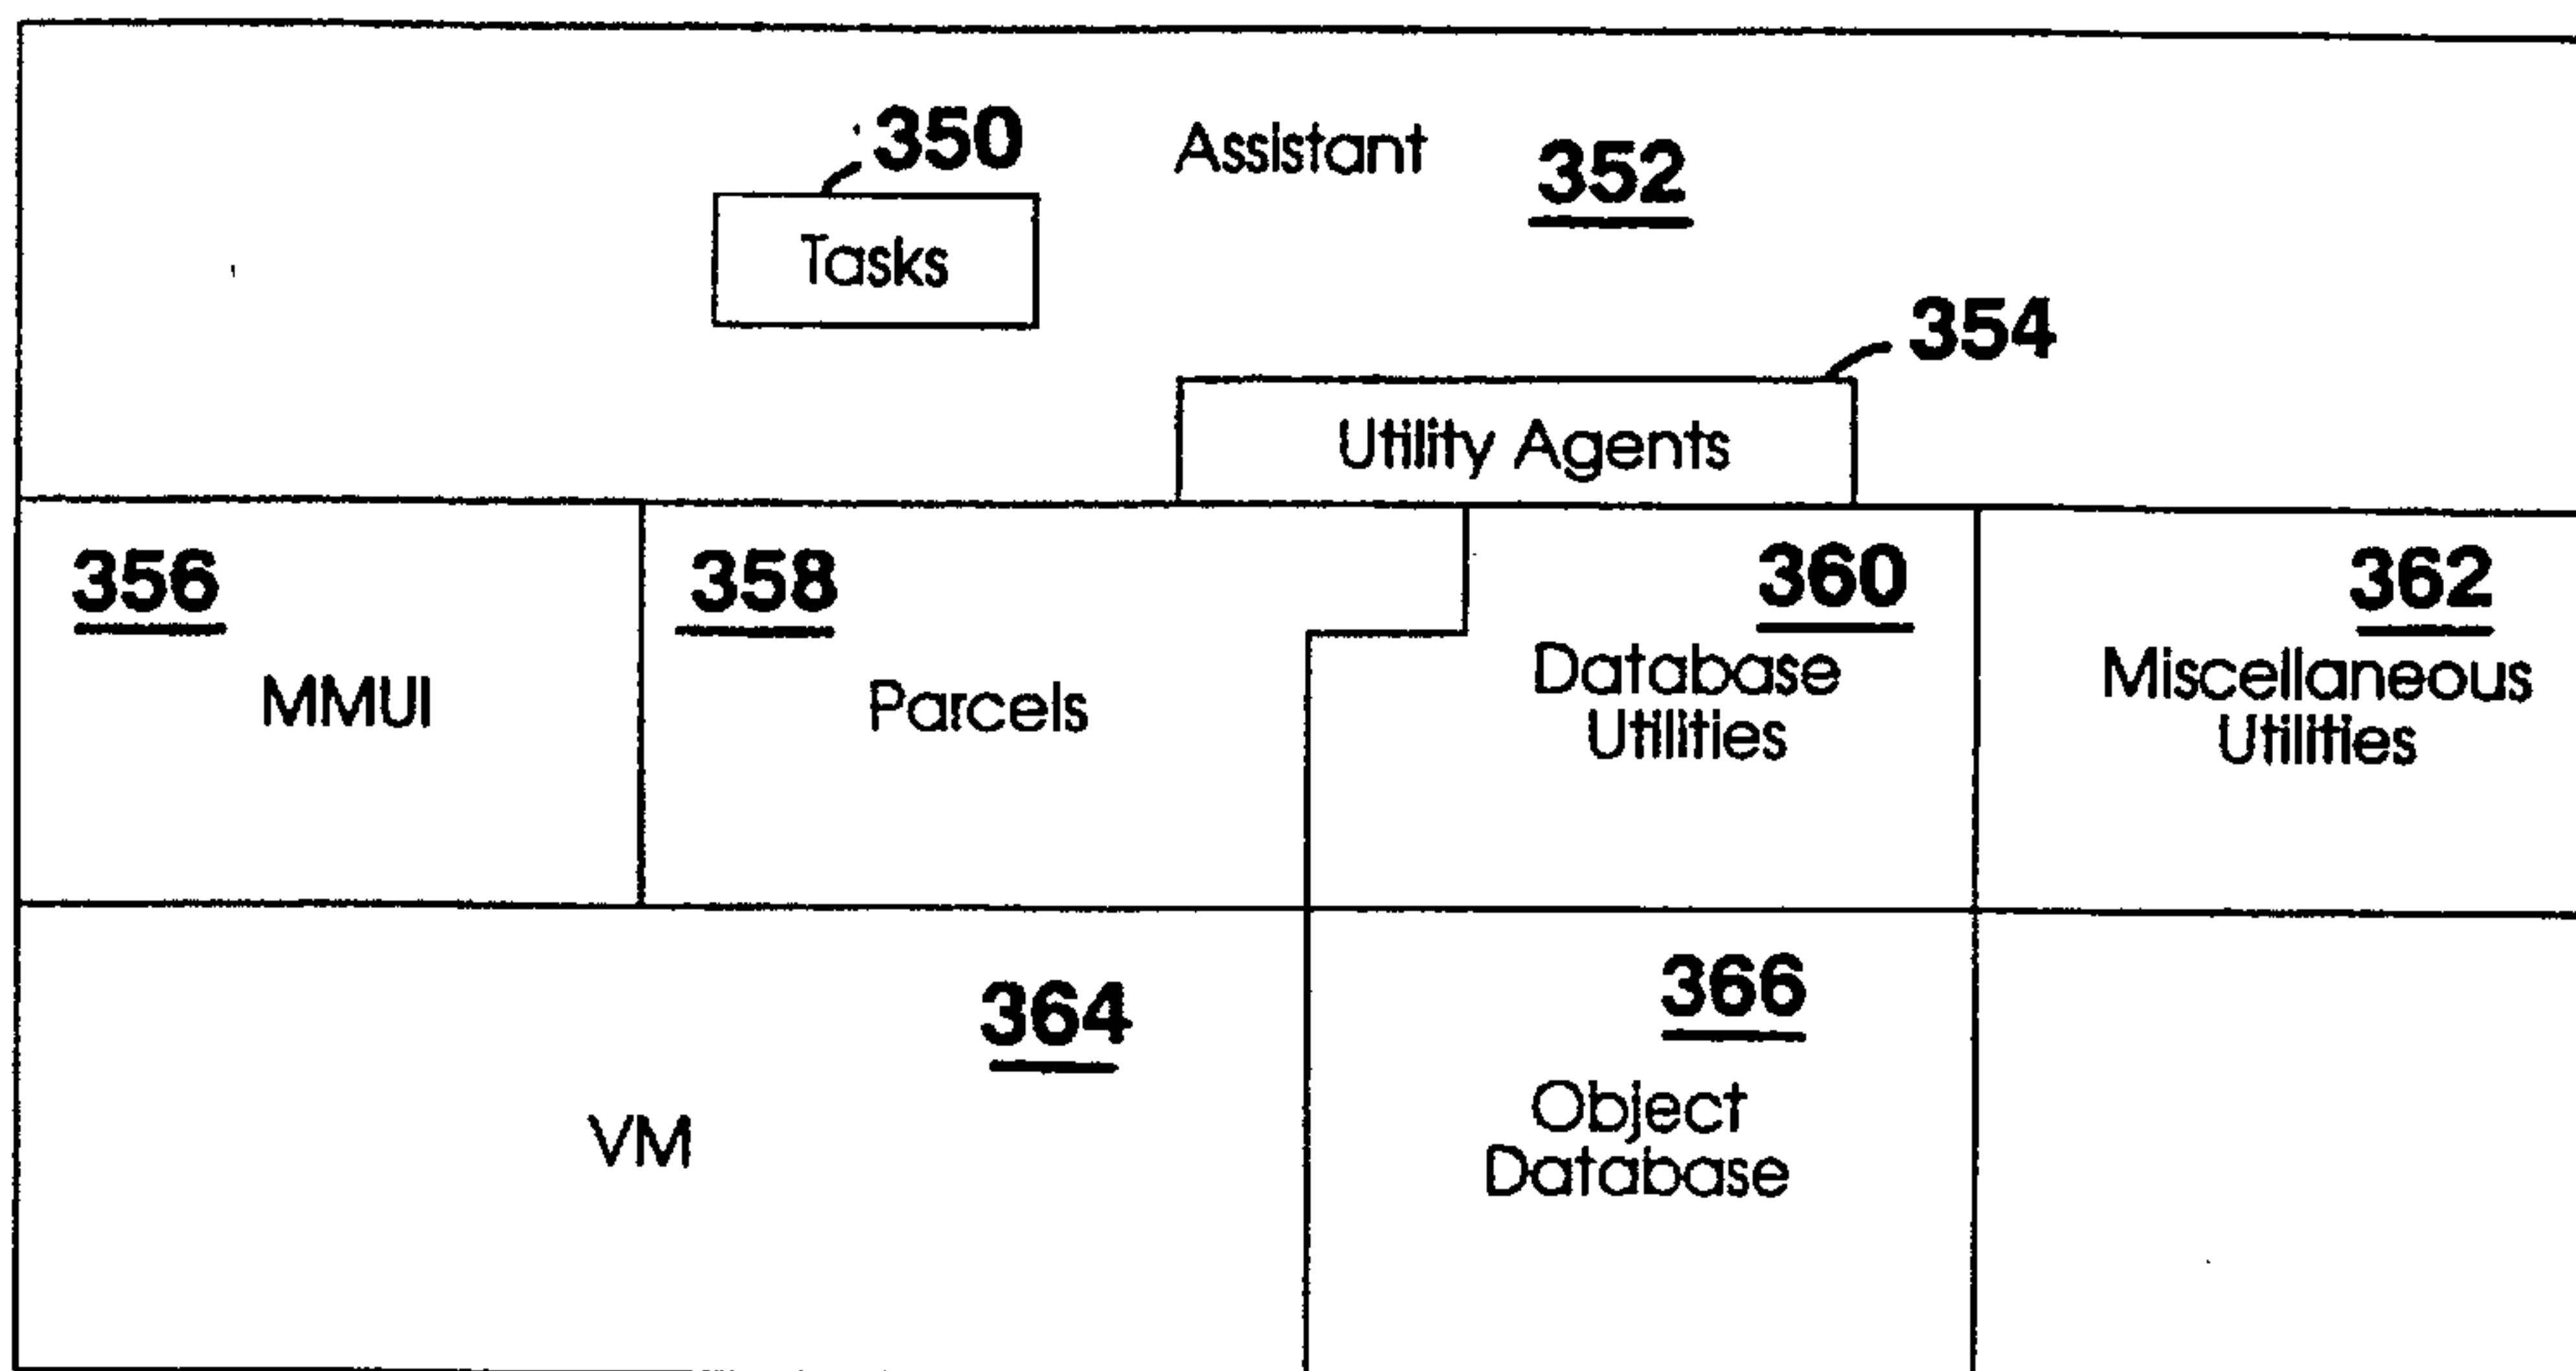 350
Assistant
352
Tasks
354
Utility Agents
356
358
360
362
MMUI
Parcels
Database
Utilities
Miscellaneous
Utilities
364
366
VM
Object
Database